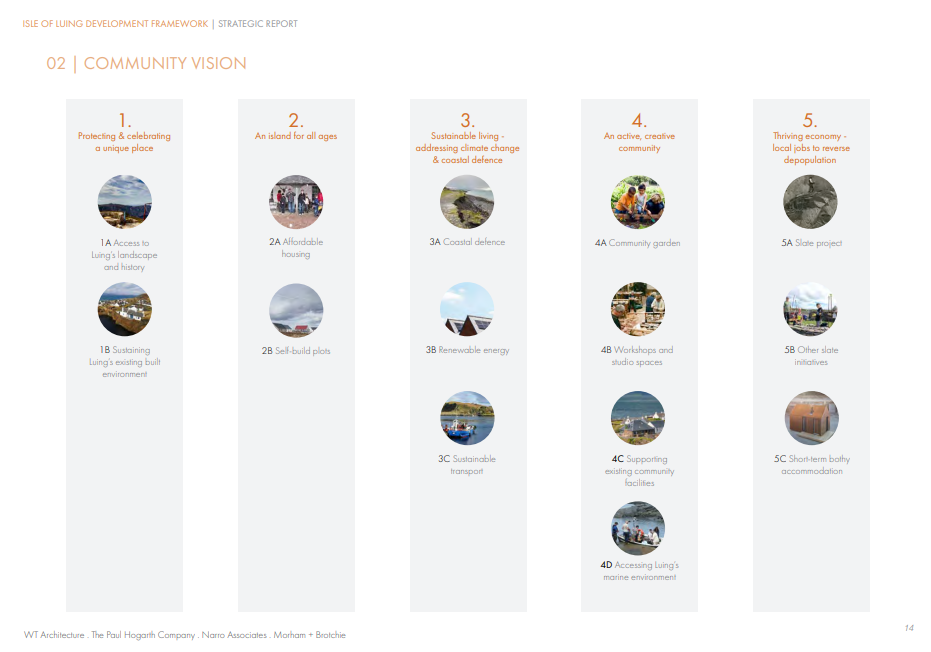 ISLE OF LUING DEVELOPMENT FRAMEWORK | STRATEGIC REPORT
02 | COMMUNITY VISION
1.
Protecting & celebrating
a unique place
1A Access to
Luing's landscape
and history
1B Sustaining
Luing's existing built
environment
2.
An island for all ages
2A Affordable
housing
2B Self-build plots
3.
Sustainable living -
addressing climate change
& coastal defence
3A Coastal defence
3B Renewable energy
3C Sustainable
transport
4.
An active, creative
community
4A Community garden
4B Workshops and
studio spaces
4C Supporting
existing community
facilities
4D Accessing Luing's
marine environment
5.
Thriving economy -
local jobs to reverse
depopulation
5A Slate project
5B Other slate
initiatives
5C Short-term bothy
accommodation
WT Architecture . The Paul Hogarth Company . Narro Associates . Morham + Brotchie
14